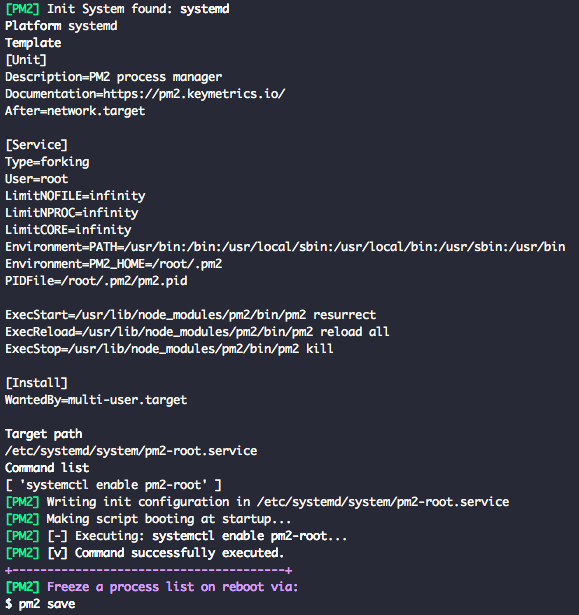 [PM2] Init System found: systemd
Platform systemd
Template
[Unit]
Description=PM2 process manager
Documentation=https://pm2.keymetrics.io/
After=network.target
[Service]
Type=forking
User=root
LimitNOFILE=infinity
LimitNPROC=infinity
LimitCORE=infinity
Environment=PATH=/usr/bin:/bin:/usr/local/sbin:/usr/local/bin:/usr/sbin:/usr/bin
Environment=PM2_HOME=/root/.pm2
PIDFile=/root/.pm2/pm2.pid
ExecStart=/usr/lib/node_modules/pm2/bin/pm2 resurrect
ExecReload=/usr/lib/node_modules/pm2/bin/pm2 reload all
ExecStop=/usr/lib/node_modules/pm2/bin/pm2 kill
[Install]
WantedBy=multi-user.target
Target path
/etc/systemd/system/pm2-root.service
Command list
[ 'systemctl enable pm2-root' ]
[PM2] Writing init configuration in /etc/systemd/system/pm2-root.service
[PM2] Making script booting at startup...
[PM2] [-] Executing: systemctl enable pm2-root...
[PM2] [v] Command successfully executed.
+---------------------------------------+
[PM2] Freeze a process list on reboot via:
$ pm2 save